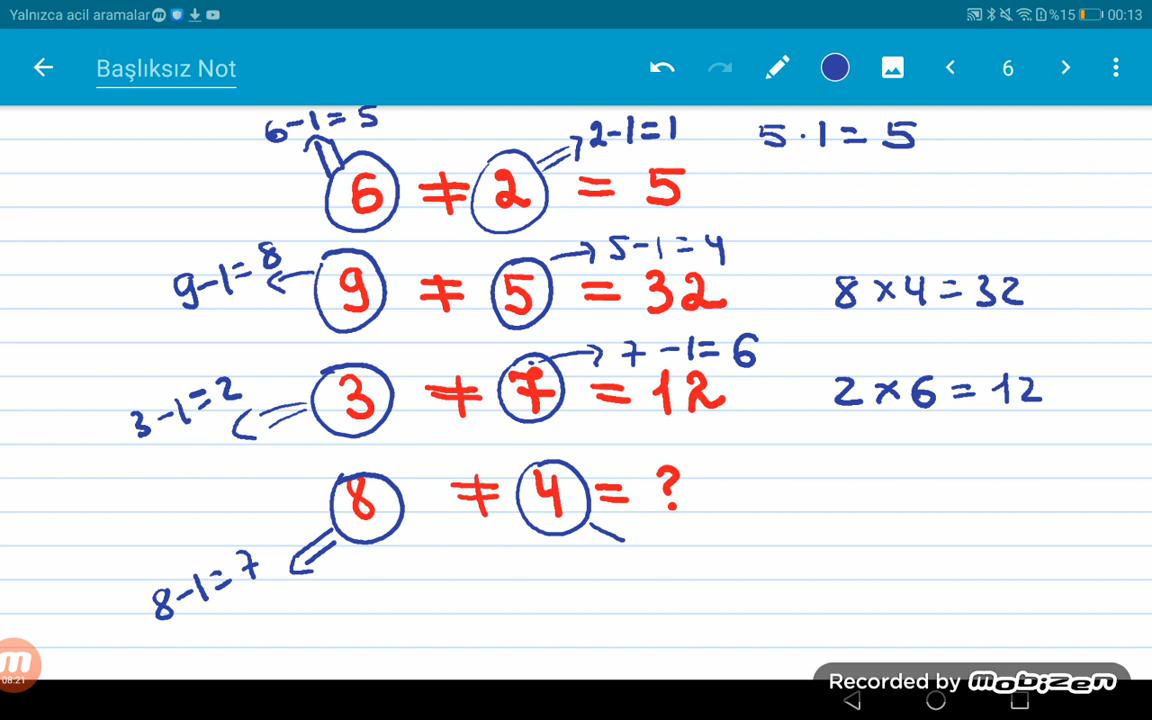 Yalnızca acil aramalar %15 00:13
Başlıksız Not 6
6-1=5 2-1=1 5·1=5
6 ≠ 2 = 5
9-1=8 5-1=4
9 ≠ 5 = 32 8×4=32
3-1=2 7-1=6
3 ≠ 7 = 12 2×6=12
8 ≠ 4 = ?
8-1=7
08:21
Recorded by mobizen